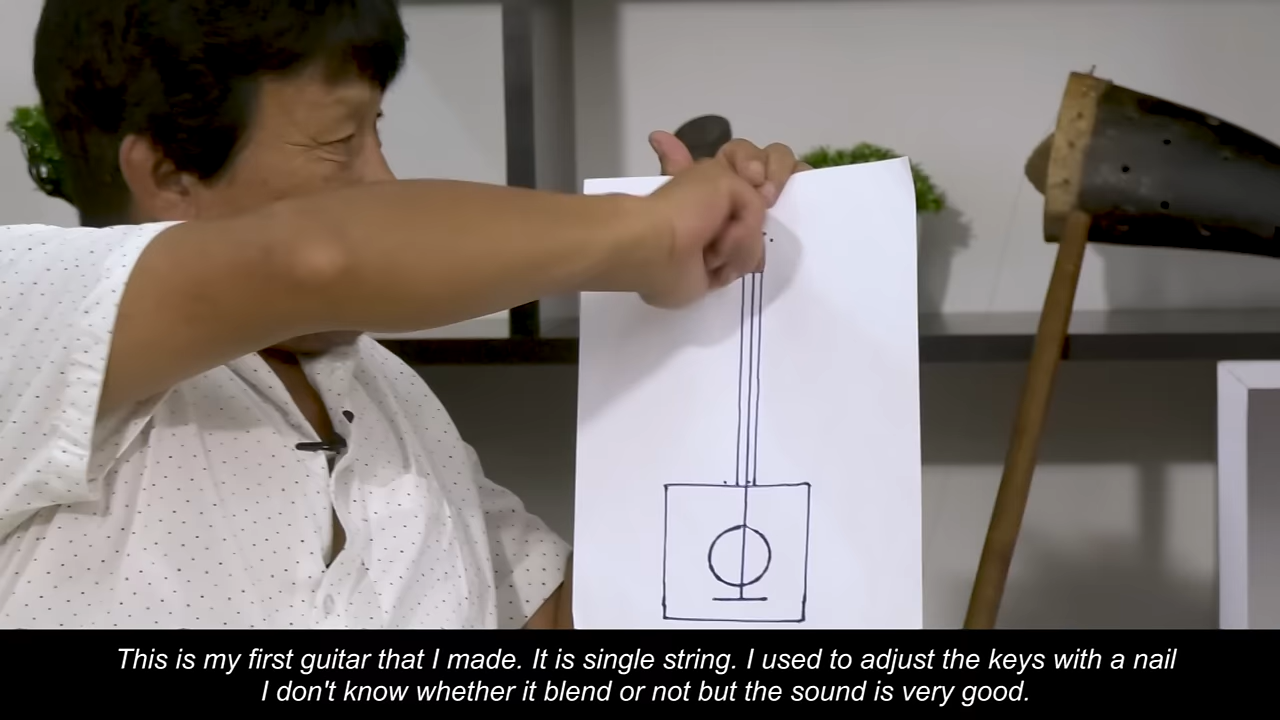 This is my first guitar that I made. It is single string. I used to adjust the keys with a nail
I don't know whether it blend or not but the sound is very good.